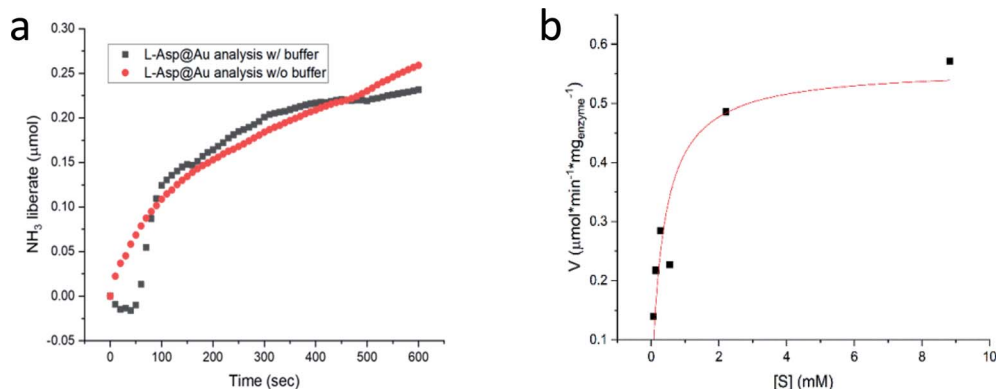 a
0.30
0.25
0.20
0.15
0.10
0.05
0.00
-0.05
NH₃ liberate (μmol)
L-Asp@Au analysis w/ buffer
L-Asp@Au analysis w/o buffer
0 100 200 300 400 500 600
Time (sec)
b
0.6
0.5
0.4
0.3
0.2
0.1
V (μmol*min⁻¹*mgₑₙzyₘₑ⁻¹)
0 2 4 6 8 10
[S] (mM)